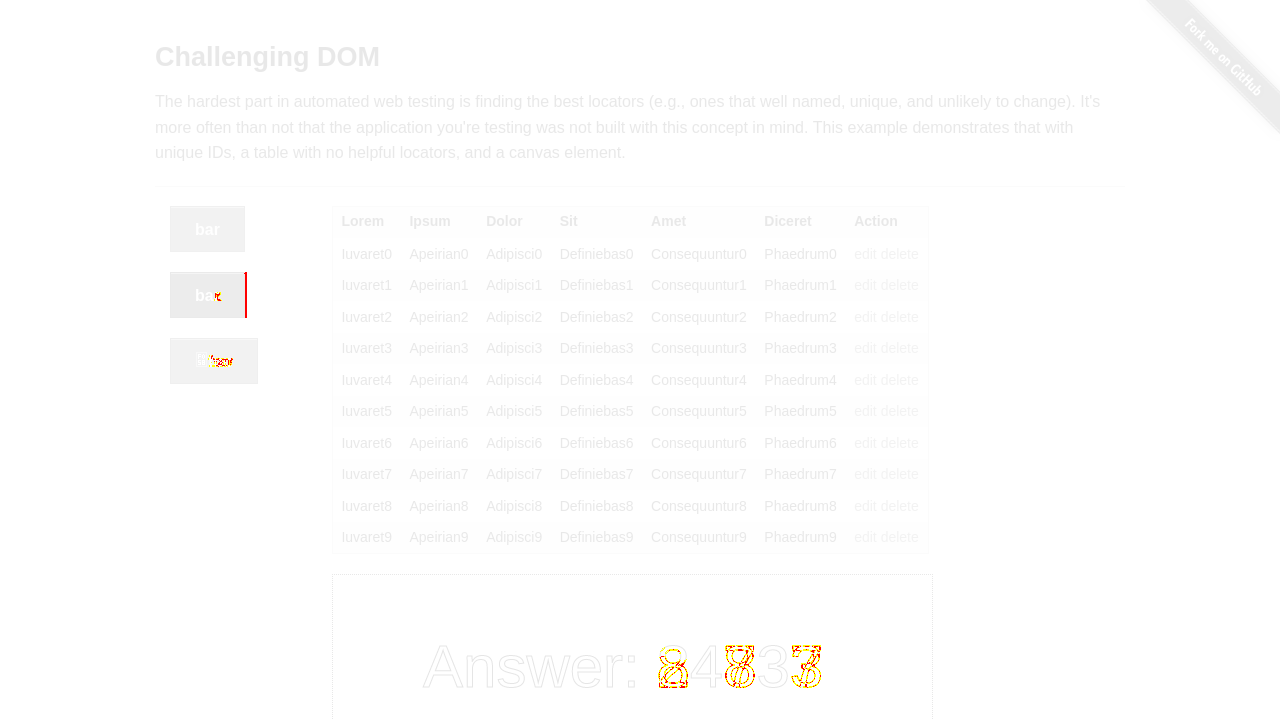 Fork me on GitHub
Challenging DOM
The hardest part in automated web testing is finding the best locators (e.g., ones that well named, unique, and unlikely to change). It's
more often than not that the application you're testing was not built with this concept in mind. This example demonstrates that with
unique IDs, a table with no helpful locators, and a canvas element.
bar
Lorem Ipsum Dolor Sit Amet Diceret Action
Iuvaret0 Apeirian0 Adipisci0 Definiebas0 Consequuntur0 Phaedrum0 edit delete
Iuvaret1 Apeirian1 Adipisci1 Definiebas1 Consequuntur1 Phaedrum1 edit delete
Iuvaret2 Apeirian2 Adipisci2 Definiebas2 Consequuntur2 Phaedrum2 edit delete
Iuvaret3 Apeirian3 Adipisci3 Definiebas3 Consequuntur3 Phaedrum3 edit delete
Iuvaret4 Apeirian4 Adipisci4 Definiebas4 Consequuntur4 Phaedrum4 edit delete
Iuvaret5 Apeirian5 Adipisci5 Definiebas5 Consequuntur5 Phaedrum5 edit delete
Iuvaret6 Apeirian6 Adipisci6 Definiebas6 Consequuntur6 Phaedrum6 edit delete
Iuvaret7 Apeirian7 Adipisci7 Definiebas7 Consequuntur7 Phaedrum7 edit delete
Iuvaret8 Apeirian8 Adipisci8 Definiebas8 Consequuntur8 Phaedrum8 edit delete
Iuvaret9 Apeirian9 Adipisci9 Definiebas9 Consequuntur9 Phaedrum9 edit delete
Answer: